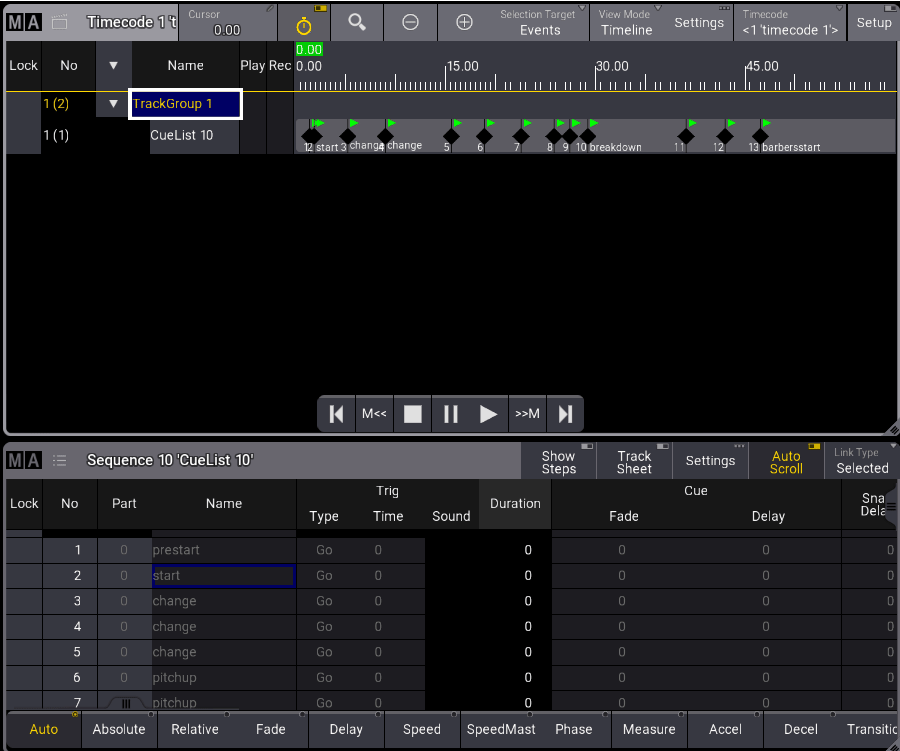 MA Timecode 1 't Cursor 0.00 Selection Target Events View Mode Timeline Settings Timecode <1 'timecode 1'> Setup
0.00
Lock No Name Play Rec 0.00 15.00 30.00 45.00
1 (2) TrackGroup 1
1 (1) CueList 10
1 2 start 3 change 4 change 5 6 7 8 9 10 breakdown 11 12 13 barbersstart
M<< >>M
MA Sequence 10 'CueList 10' Show Steps Track Sheet Settings Auto Scroll Link Type Selected
Lock No Part Name Trig Type Time Sound Duration Cue Fade Delay Sna Dela
1 0 prestart Go 0 0 0 0 0
2 0 start Go 0 0 0 0 0
3 0 change Go 0 0 0 0 0
4 0 change Go 0 0 0 0 0
5 0 change Go 0 0 0 0 0
6 0 pitchup Go 0 0 0 0 0
7 0 pitchup Go 0 0 0 0 0
Auto Absolute Relative Fade Delay Speed SpeedMast Phase Measure Accel Decel Transitic